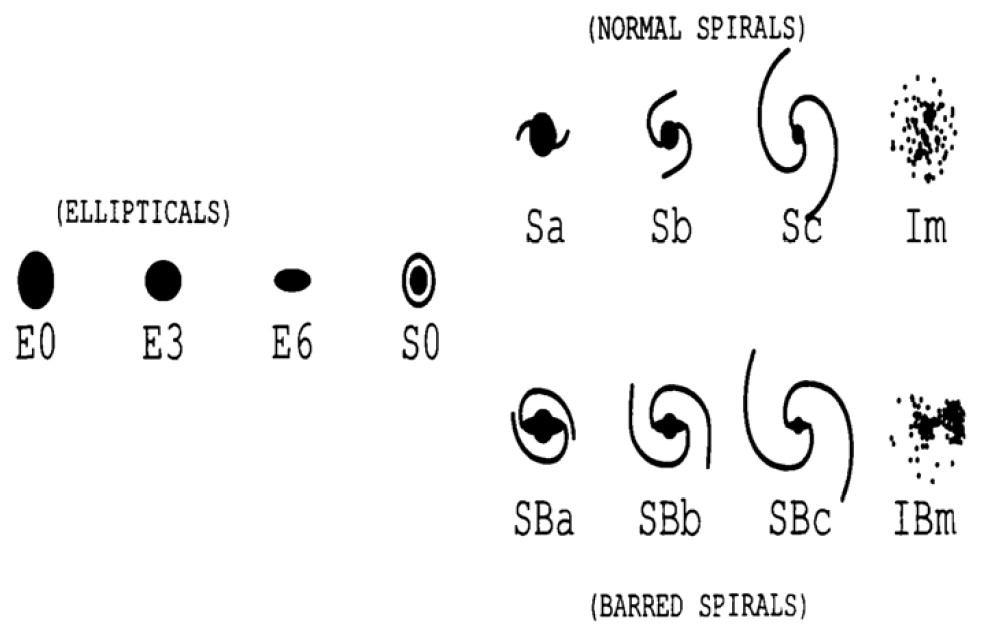 (NORMAL SPIRALS)
Sa Sb Sc Im
(ELLIPTICALS)
E0 E3 E6 S0
SBa SBb SBc IBm
(BARRED SPIRALS)